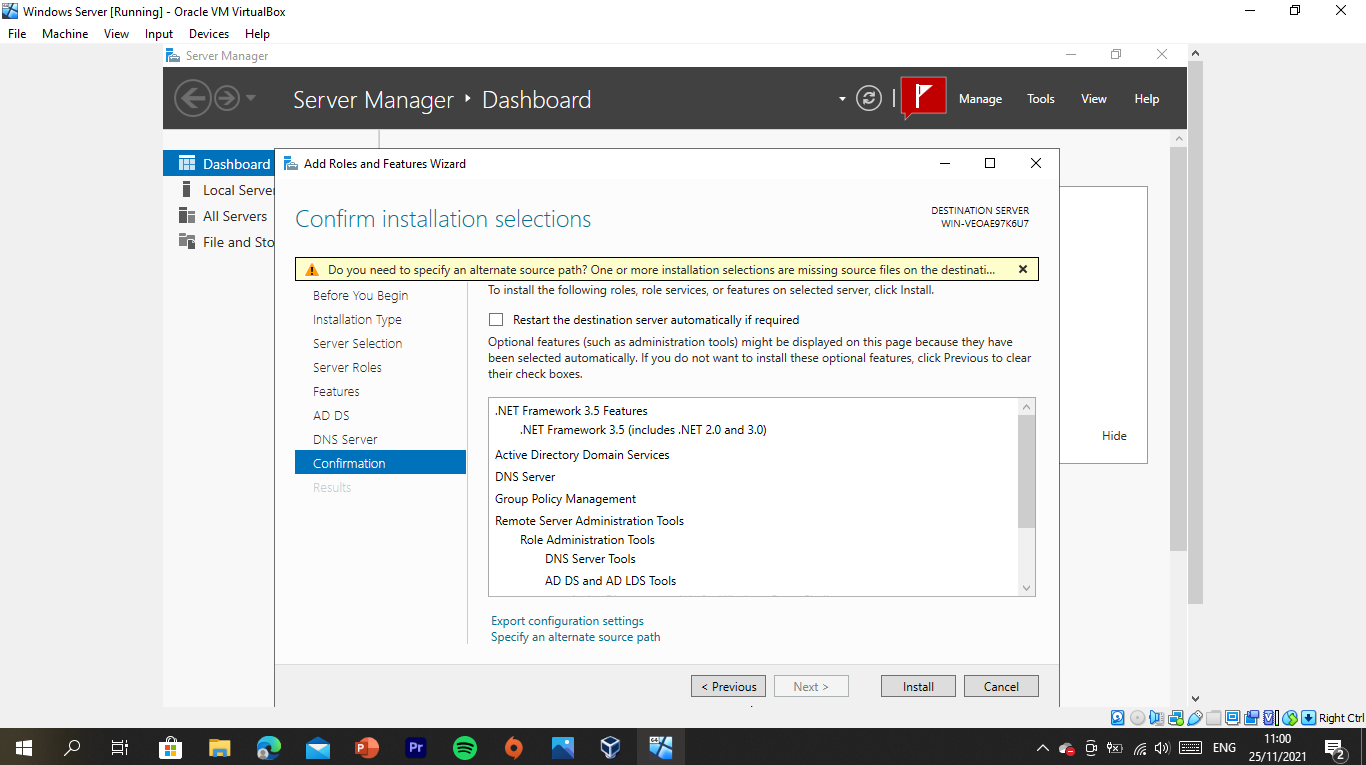 Windows Server [Running] - Oracle VM VirtualBox
File Machine View Input Devices Help
Server Manager
Server Manager ‣ Dashboard
Manage Tools View Help
Dashboard
Local Server
All Servers
File and Sto
Add Roles and Features Wizard
Confirm installation selections
DESTINATION SERVER
WIN-VEOAE97K6U7
Do you need to specify an alternate source path? One or more installation selections are missing source files on the destinati...
Before You Begin
Installation Type
Server Selection
Server Roles
Features
AD DS
DNS Server
Confirmation
Results
To install the following roles, role services, or features on selected server, click Install.
Restart the destination server automatically if required
Optional features (such as administration tools) might be displayed on this page because they have
been selected automatically. If you do not want to install these optional features, click Previous to clear
their check boxes.
.NET Framework 3.5 Features
.NET Framework 3.5 (includes .NET 2.0 and 3.0)
Active Directory Domain Services
DNS Server
Group Policy Management
Remote Server Administration Tools
Role Administration Tools
DNS Server Tools
AD DS and AD LDS Tools
Export configuration settings
Specify an alternate source path
Hide
< Previous Next > Install Cancel
Right Ctrl
Pr
64
ENG
11:00
25/11/2021
2